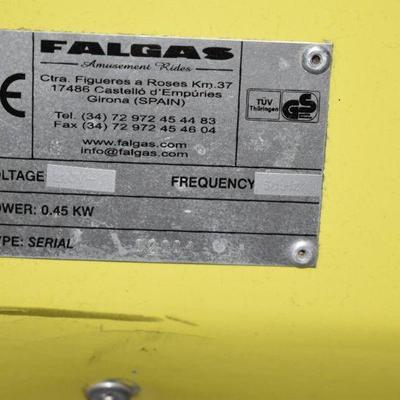 FALGAS
Amusement Rides
Ctra. Figueres a Roses Km.37
17486 Castelló d'Empúries
Girona (SPAIN)
Tel. (34) 72 972 45 44 83
Fax (34) 72 972 45 46 04
www.falgas.com
info@falgas.com
CE
TÜV
Thüringen
GS
OLTAGE
FREQUENCY
OWER: 0.45 KW
YPE: SERIAL